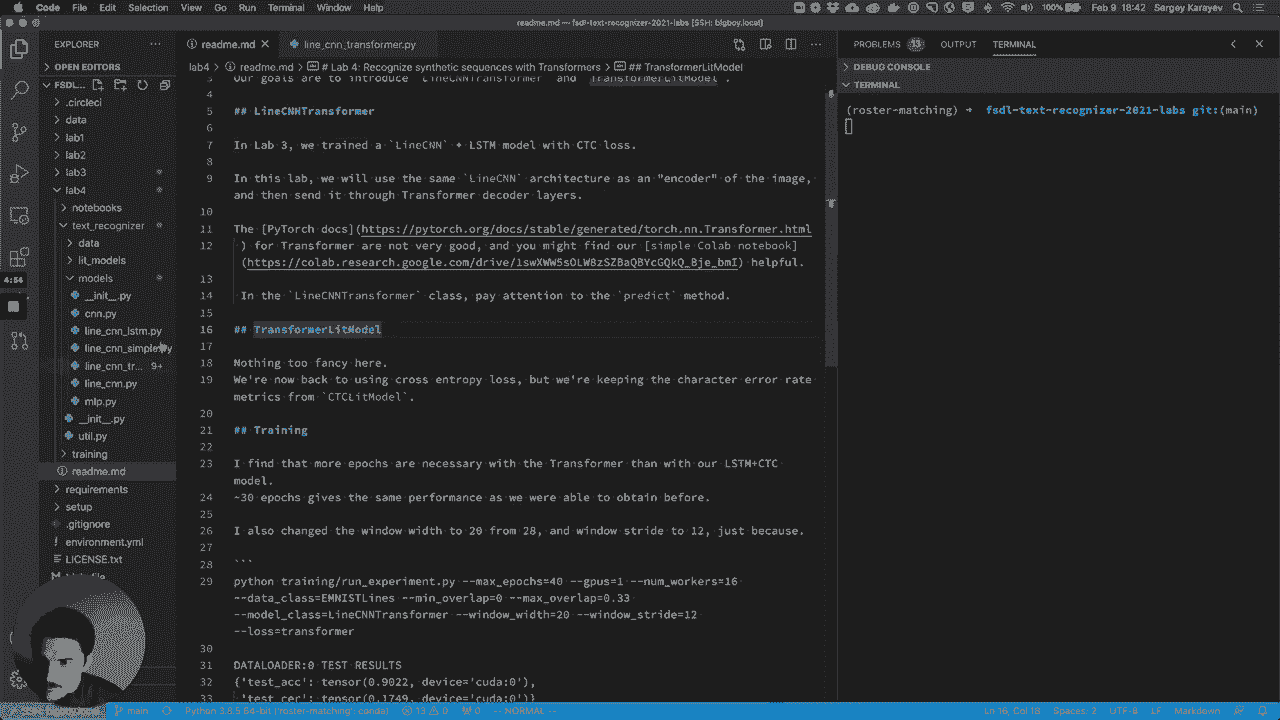 Code File Edit Selection View Go Run Terminal Window Help
100% Feb 9 18:42 Sergey Karayev
readme.md — fsdl-text-recognizer-2021-labs [SSH: bigboy.local]
EXPLORER
readme.md
line_cnn_transformer.py
PROBLEMS 13 OUTPUT TERMINAL
OPEN EDITORS
lab4 > readme.md > # Lab 4: Recognize synthetic sequences with Transformers > ## TransformerLitModel
DEBUG CONSOLE
FSDL...
TERMINAL
.circleci
data
lab1
lab2
lab3
lab4
notebooks
text_recognizer
data
lit_models
models
__init__.py
cnn.py
line_cnn_lstm.py
line_cnn_simple.py
line_cnn_tr... 9+
line_cnn.py
mlp.py
__init__.py
util.py
training
readme.md
requirements
setup
.gitignore
environment.yml
LICENSE.txt
4:54
3 Our goals are to introduce `LineCNNTransformer` and `TransformerLitModel`.
4
5 ## LineCNNTransformer
6
7 In Lab 3, we trained a `LineCNN` + LSTM model with CTC loss.
8
9 In this lab, we will use the same `LineCNN` architecture as an "encoder" of the image,
and then send it through Transformer decoder layers.
10
11 The [PyTorch docs](https://pytorch.org/docs/stable/generated/torch.nn.Transformer.html
12 ) for Transformer are not very good, and you might find our [simple Colab notebook]
helpful.
13
14 In the `LineCNNTransformer` class, pay attention to the `predict` method.
15
16 ## TransformerLitModel
17
18 Nothing too fancy here.
19 We're now back to using cross entropy loss, but we're keeping the character error rate
metrics from `CTCLitModel`.
20
21 ## Training
22
23 I find that more epochs are necessary with the Transformer than with our LSTM+CTC
model.
24 ~30 epochs gives the same performance as we were able to obtain before.
25
26 I also changed the window width to 20 from 28, and window stride to 12, just because.
27
28 ```
29 python training/run_experiment.py --max_epochs=40 --gpus=1 --num_workers=16
--data_class=EMNISTLines --min_overlap=0 --max_overlap=0.33
--model_class=LineCNNTransformer --window_width=20 --window_stride=12
--loss=transformer
30
31 DATALOADER:0 TEST RESULTS
32 {'test_acc': tensor(0.9022, device='cuda:0'),
33 'test_cer': tensor(0.1749, device='cuda:0')}
(roster-matching) ➜ fsdl-text-recognizer-2021-labs git:(main)
main Python 3.8.5 64-bit ('roster-matching': conda) 13 0 0 -- NORMAL -- Ln 16, Col 18 Spaces: 2 UTF-8 LF Markdown